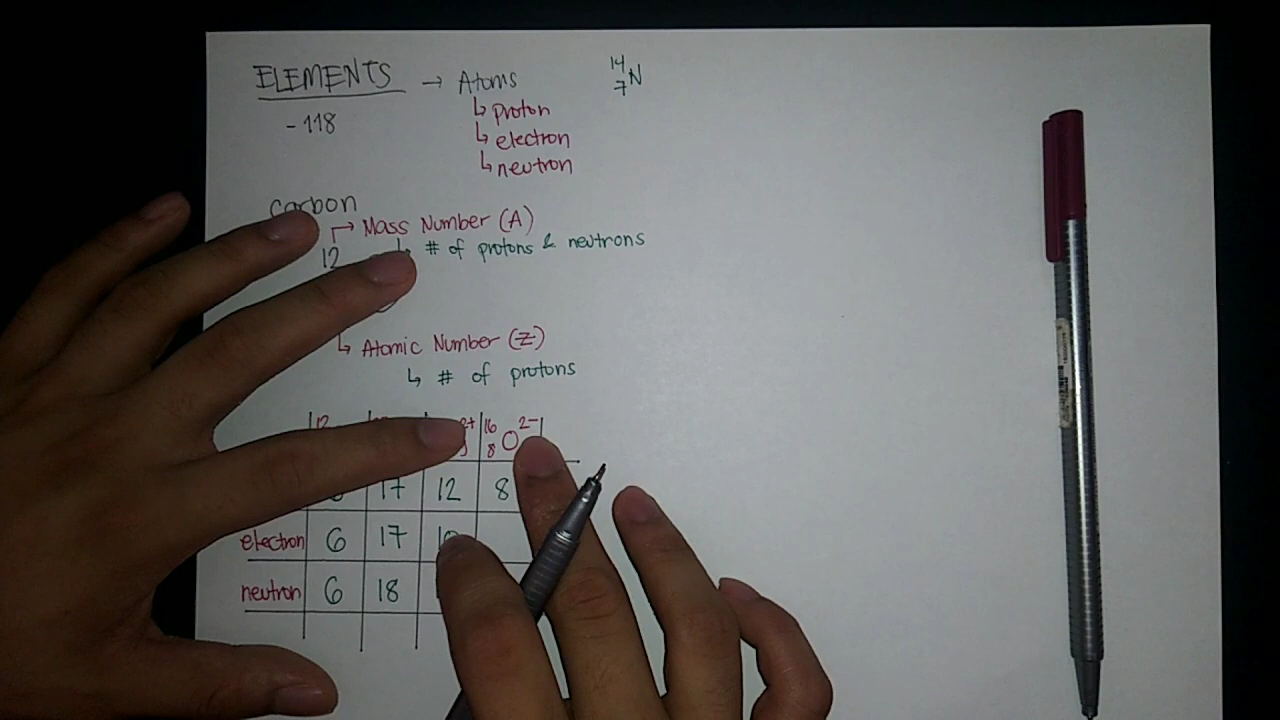 ELEMENTS → Atoms
14
7 N
- 118
↳ proton
↳ electron
↳ neutron
carbon
Mass Number (A)
12
↳ # of protons & neutrons
↳ Atomic Number (Z)
↳ # of protons
12 2+ 16 8 O 2-
17 12 8
electron 6 17 10
neutron 6 18